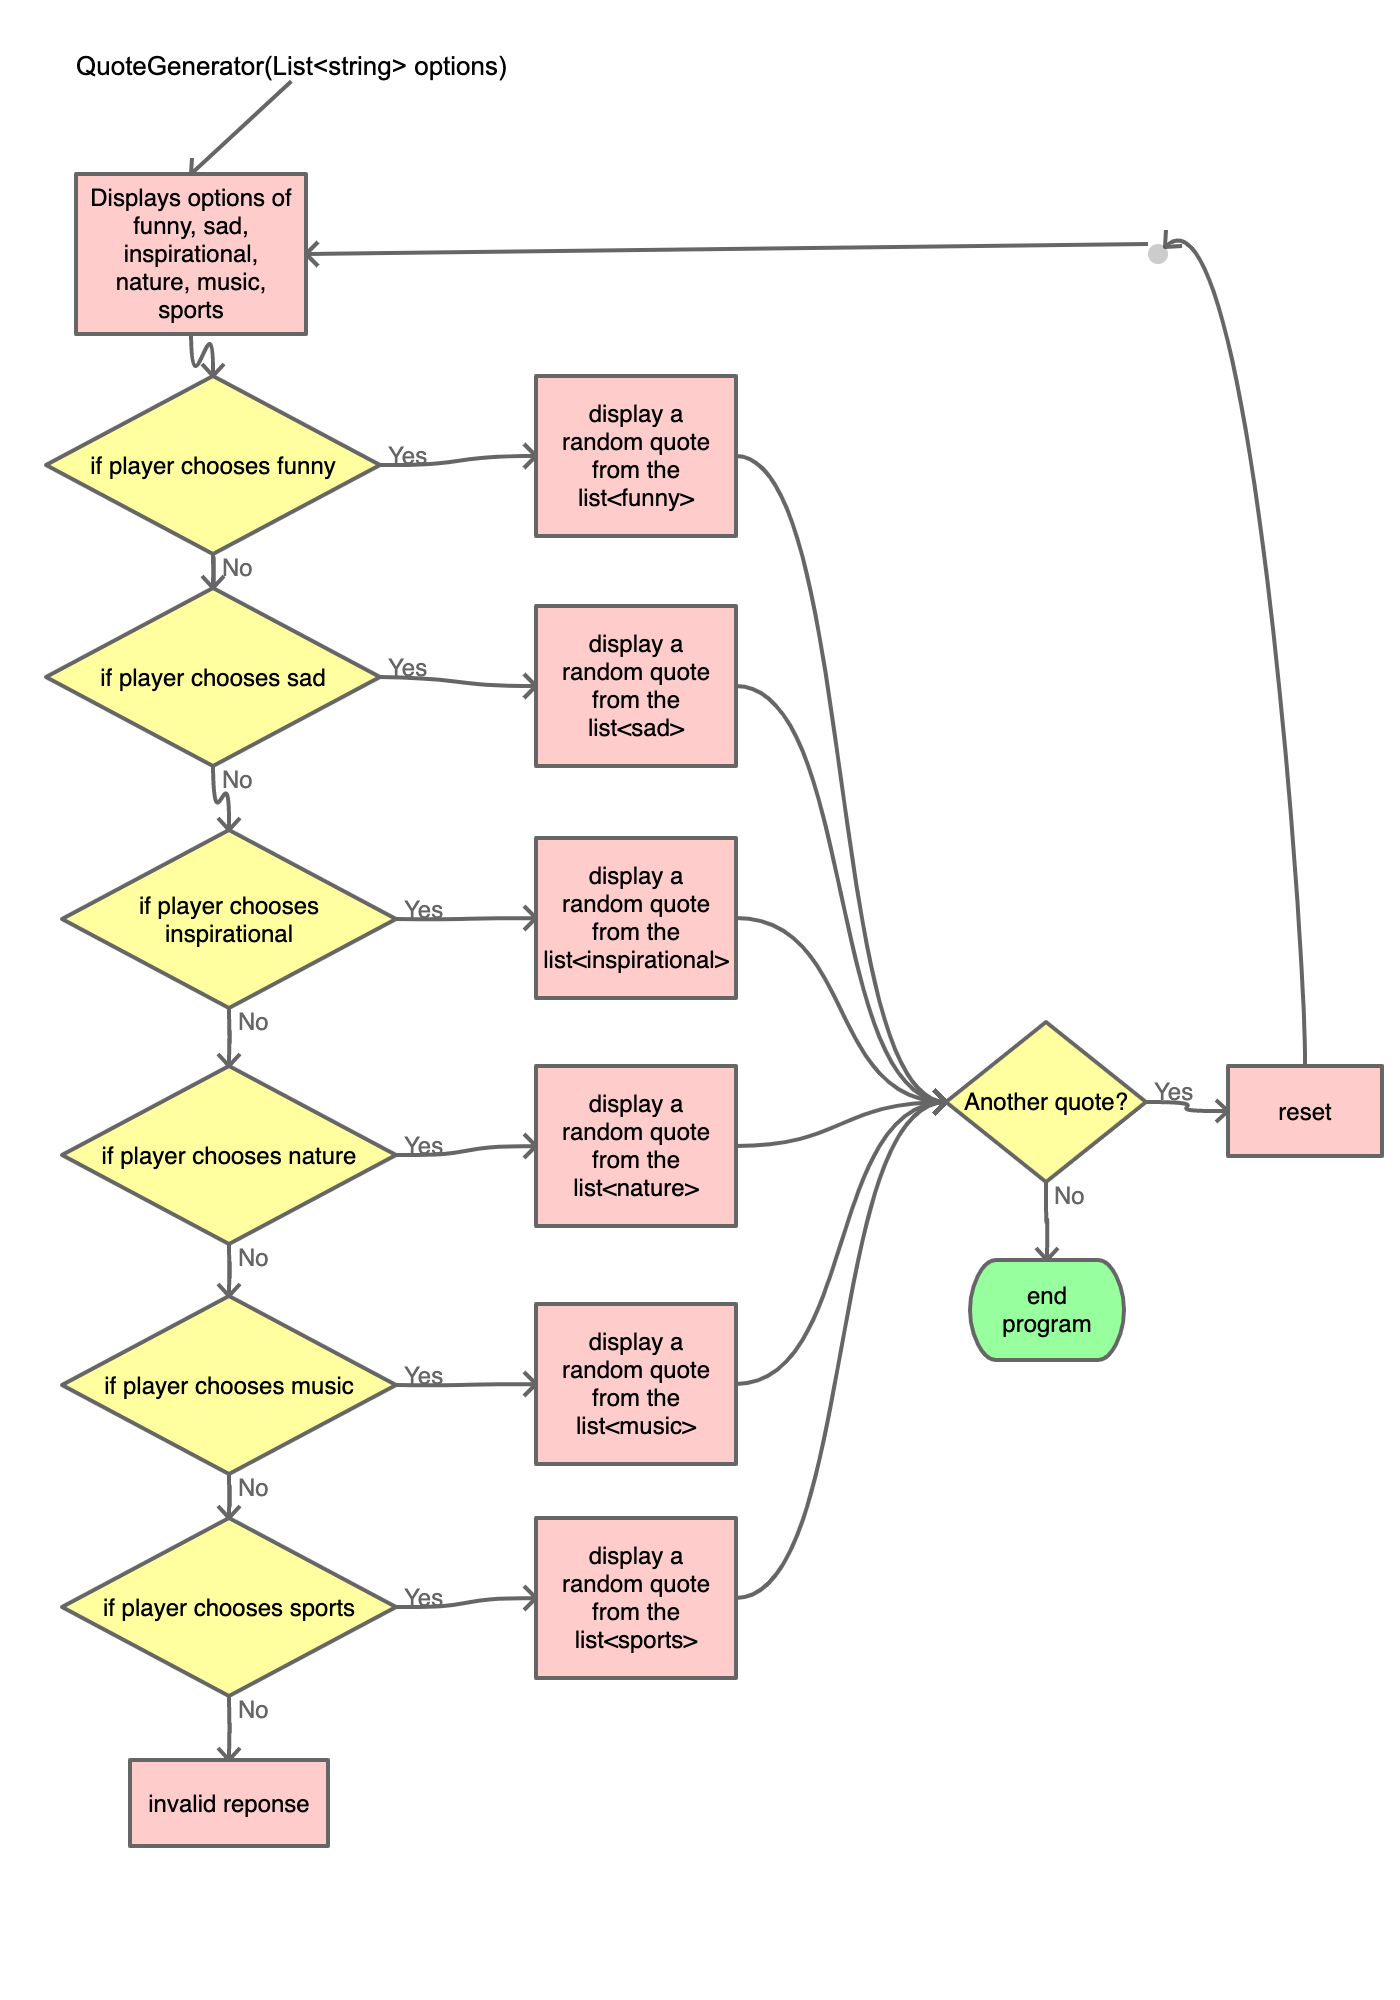 QuoteGenerator(List<string> options)
Displays options of
funny, sad,
inspirational,
nature, music,
sports
if player chooses funny
Yes
display a
random quote
from the
list<funny>
No
if player chooses sad
Yes
display a
random quote
from the
list<sad>
No
if player chooses
inspirational
Yes
display a
random quote
from the
list<inspirational>
No
if player chooses nature
Yes
display a
random quote
from the
list<nature>
No
if player chooses music
Yes
display a
random quote
from the
list<music>
No
if player chooses sports
Yes
display a
random quote
from the
list<sports>
No
invalid reponse
Another quote?
Yes
reset
No
end
program